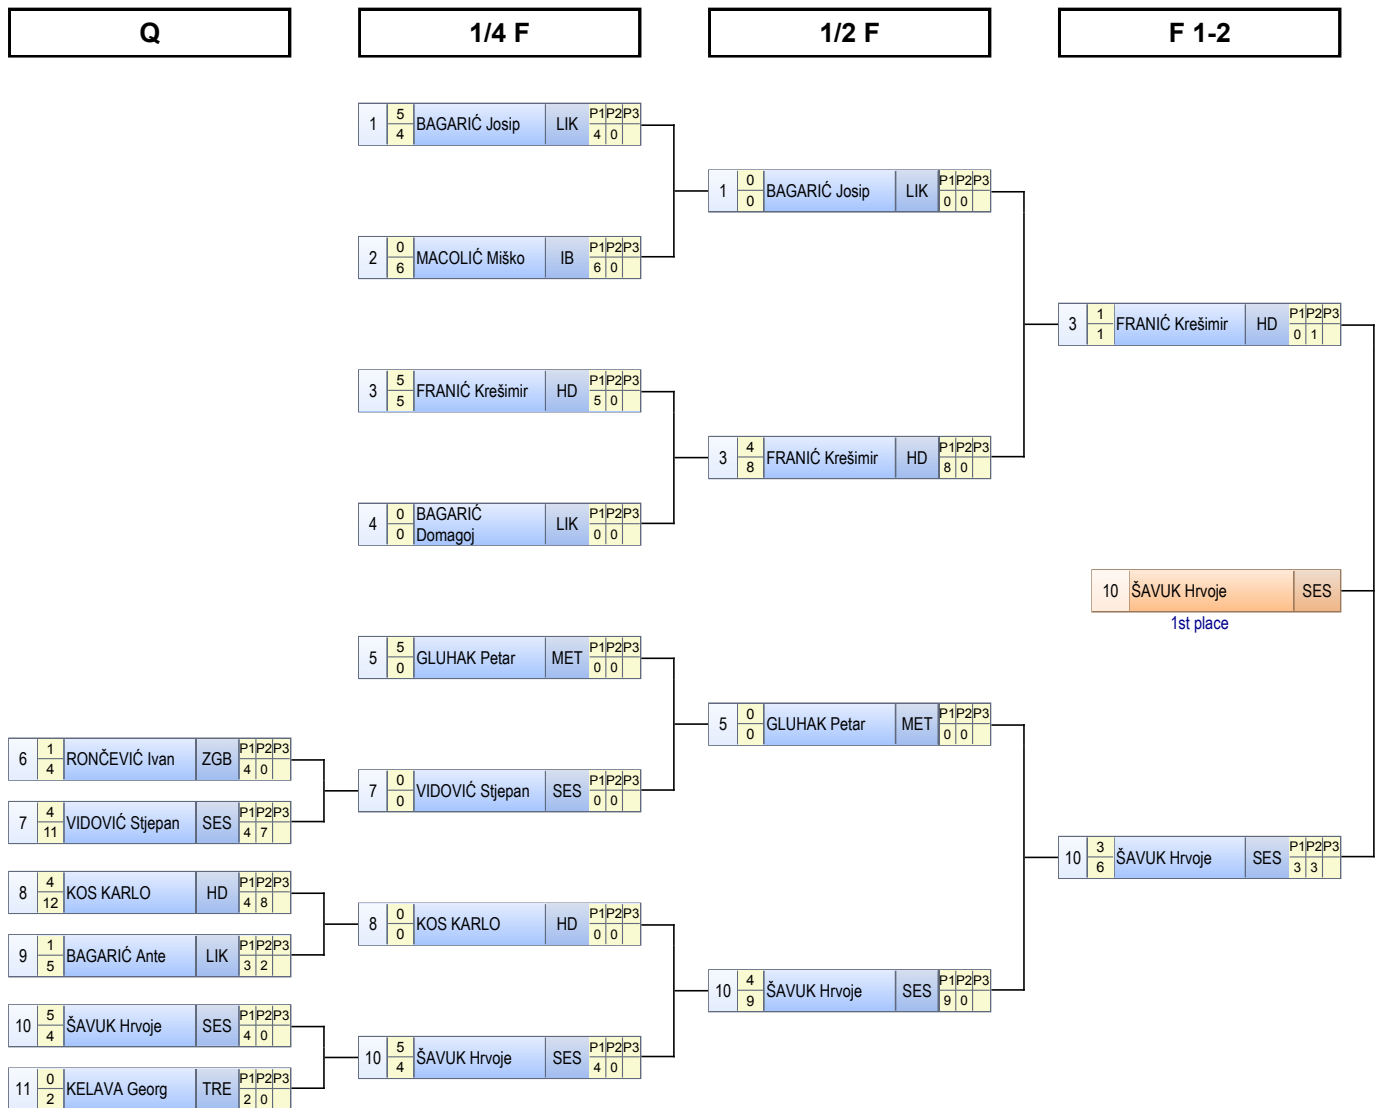 Q 1/4 F 1/2 F F 1-2
5 P1 P2 P3
1 BAGARIĆ Josip LIK
4 4 0
0 P1 P2 P3
1 BAGARIĆ Josip LIK
0 0 0
0 P1 P2 P3
2 MACOLIĆ Miško IB
6 6 0
1 P1 P2 P3
3 FRANIĆ Krešimir HD
1 0 1
5 P1 P2 P3
3 FRANIĆ Krešimir HD
5 5 0
4 P1 P2 P3
3 FRANIĆ Krešimir HD
8 8 0
0 BAGARIĆ P1 P2 P3
4 LIK
0 Domagoj 0 0
10 ŠAVUK Hrvoje SES
1st place
5 P1 P2 P3
5 GLUHAK Petar MET
0 0 0
0 P1 P2 P3
5 GLUHAK Petar MET
0 0 0
1 P1 P2 P3
6 RONČEVIĆ Ivan ZGB
4 4 0
0 P1 P2 P3
7 VIDOVIĆ Stjepan SES
0 0 0
4 P1 P2 P3
7 VIDOVIĆ Stjepan SES
11 4 7
3 P1 P2 P3
10 ŠAVUK Hrvoje SES
6 3 3
4 P1 P2 P3
8 KOS KARLO HD
12 4 8
0 P1 P2 P3
8 KOS KARLO HD
0 0 0
1 P1 P2 P3
9 BAGARIĆ Ante LIK
5 3 2
4 P1 P2 P3
10 ŠAVUK Hrvoje SES
9 9 0
5 P1 P2 P3
10 ŠAVUK Hrvoje SES
4 4 0
5 P1 P2 P3
10 ŠAVUK Hrvoje SES
4 4 0
0 P1 P2 P3
11 KELAVA Georg TRE
2 2 0